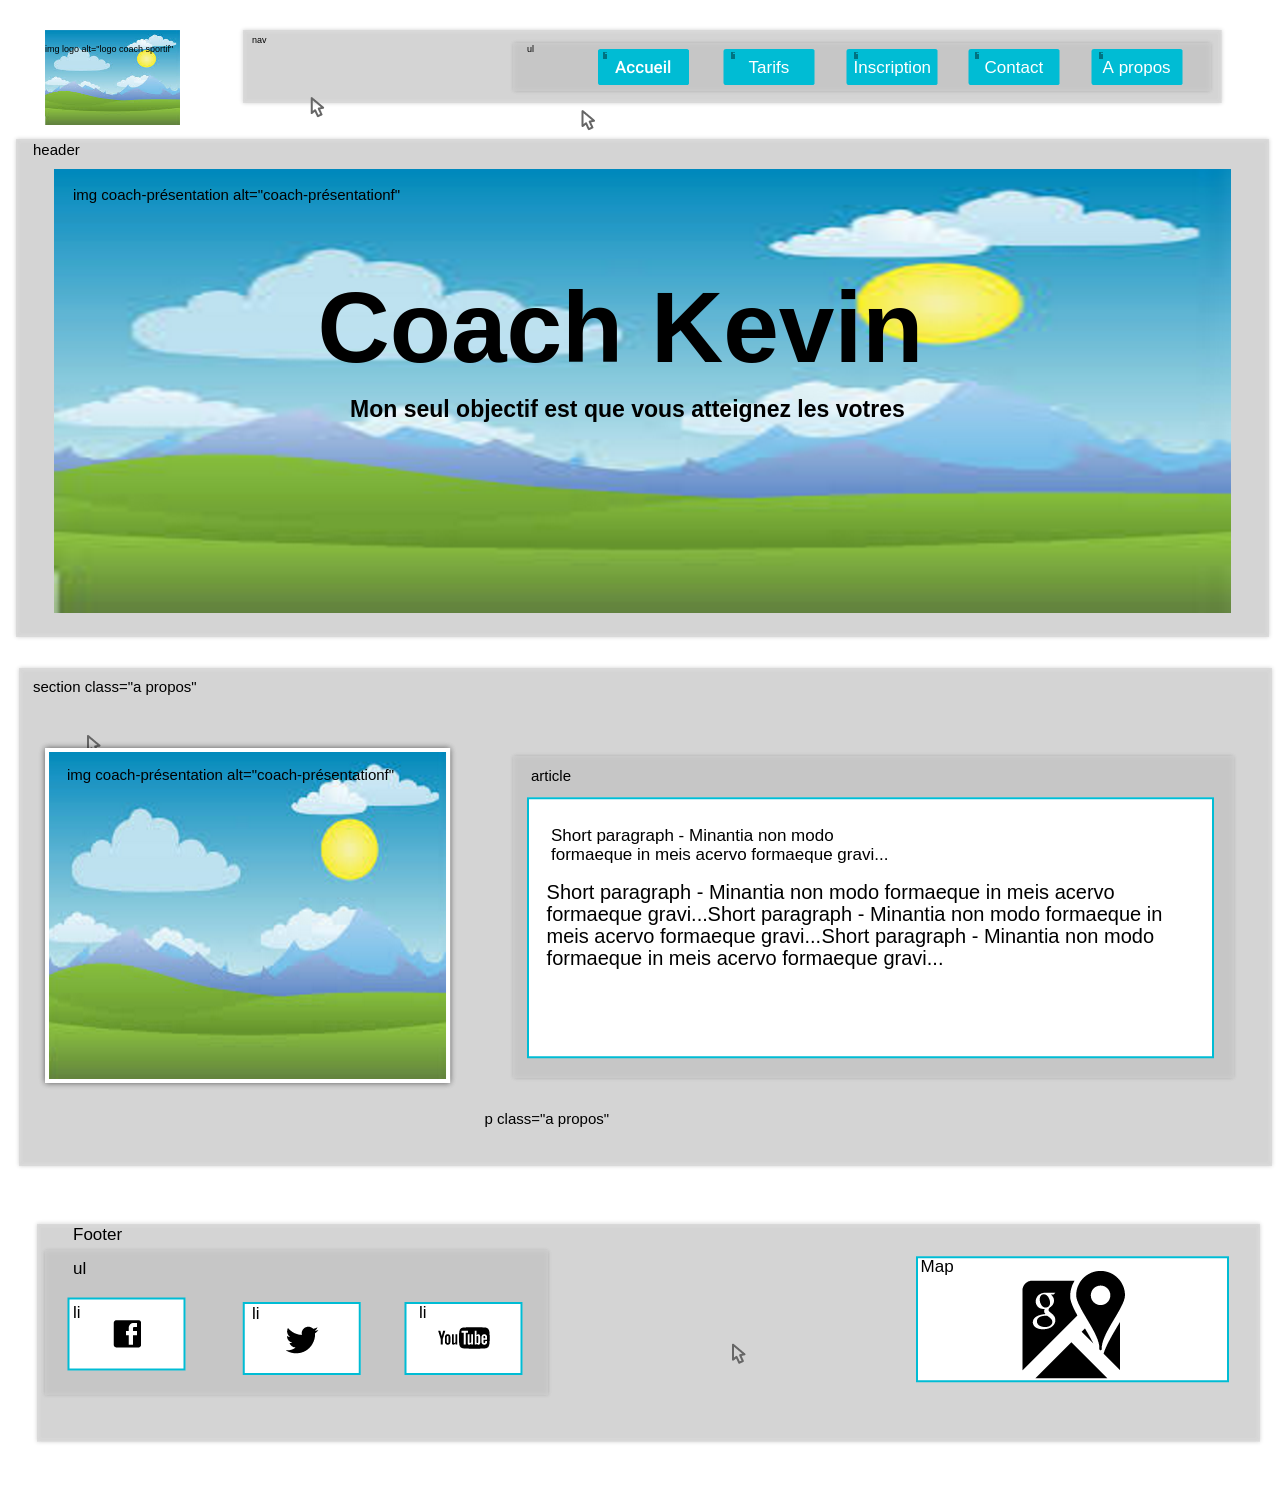 img logo alt="logo coach sportif"
nav
ul
li
Accueil
li
Tarifs
li
Inscription
li
Contact
li
A propos
header
img coach-présentation alt="coach-présentationf"
Coach Kevin
Mon seul objectif est que vous atteignez les votres
section class="a propos"
img coach-présentation alt="coach-présentationf"
article
Short paragraph - Minantia non modo
formaeque in meis acervo formaeque gravi...
Short paragraph - Minantia non modo formaeque in meis acervo
formaeque gravi...Short paragraph - Minantia non modo formaeque in
meis acervo formaeque gravi...Short paragraph - Minantia non modo
formaeque in meis acervo formaeque gravi...
p class="a propos"
Footer
ul
li
li
li
You Tube
Map
g